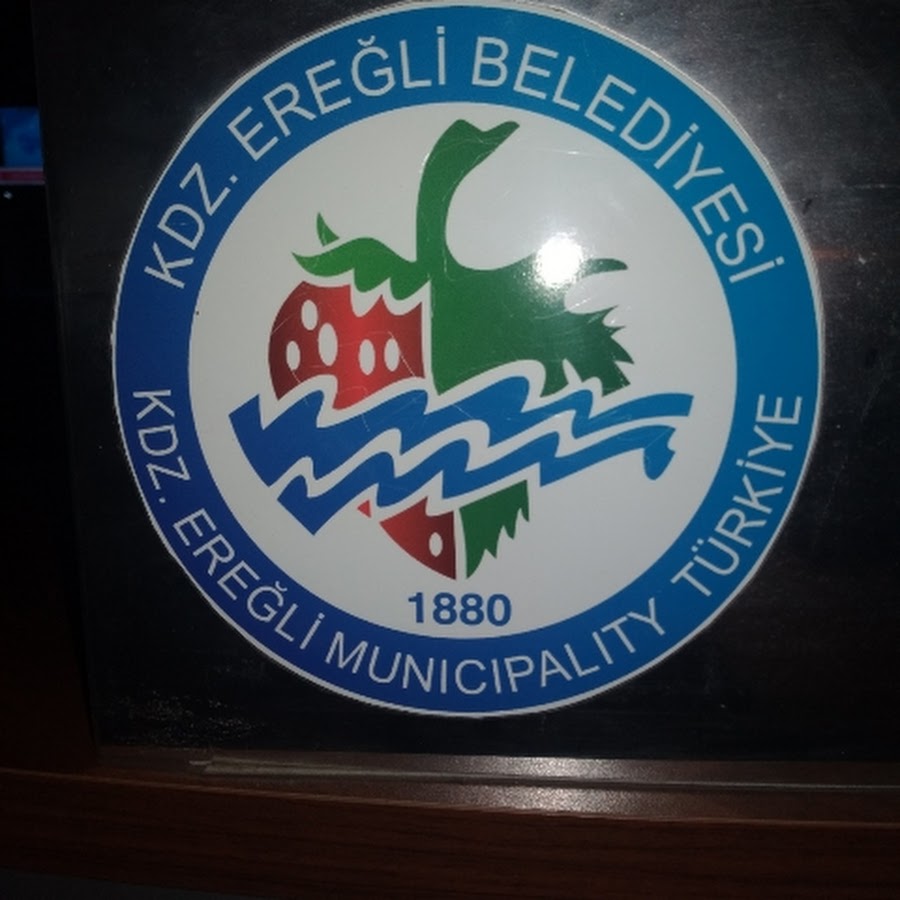 KDZ. EREĞLİ BELEDİYESİ
1880
KDZ. EREĞLİ MUNICIPALITY TÜRKİYE